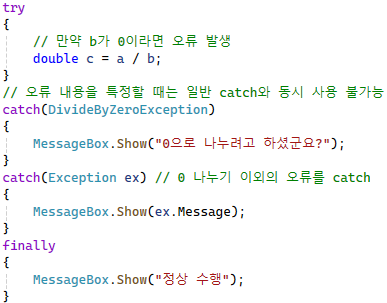 try
{
    // 만약 b가 0이라면 오류 발생
    double c = a / b;
}
// 오류 내용을 특정할 때는 일반 catch와 동시 사용 불가능
catch(DivideByZeroException)
{
    MessageBox.Show("0으로 나누려고 하셨군요?");
}
catch(Exception ex) // 0 나누기 이외의 오류를 catch
{
    MessageBox.Show(ex.Message);
}
finally
{
    MessageBox.Show("정상 수행");
}